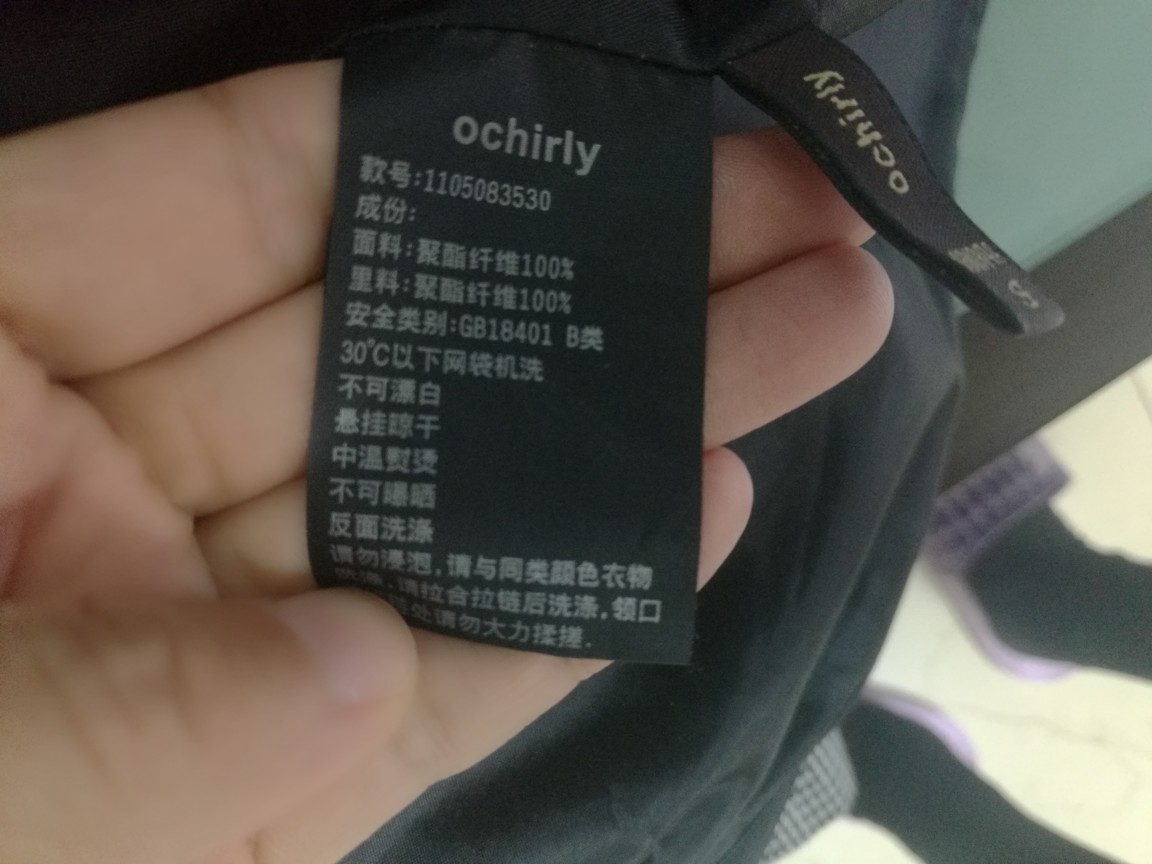 ochirly
款号:1105083530
成份:
面料:聚酯纤维100%
里料:聚酯纤维100%
安全类别:GB18401 B类
30℃以下网袋机洗
不可漂白
悬挂晾干
中温熨烫
不可曝晒
反面洗涤
请勿浸泡,请与同类颜色衣物
请拉合拉链后洗涤,领口
处请勿大力揉搓.
ochirly
S